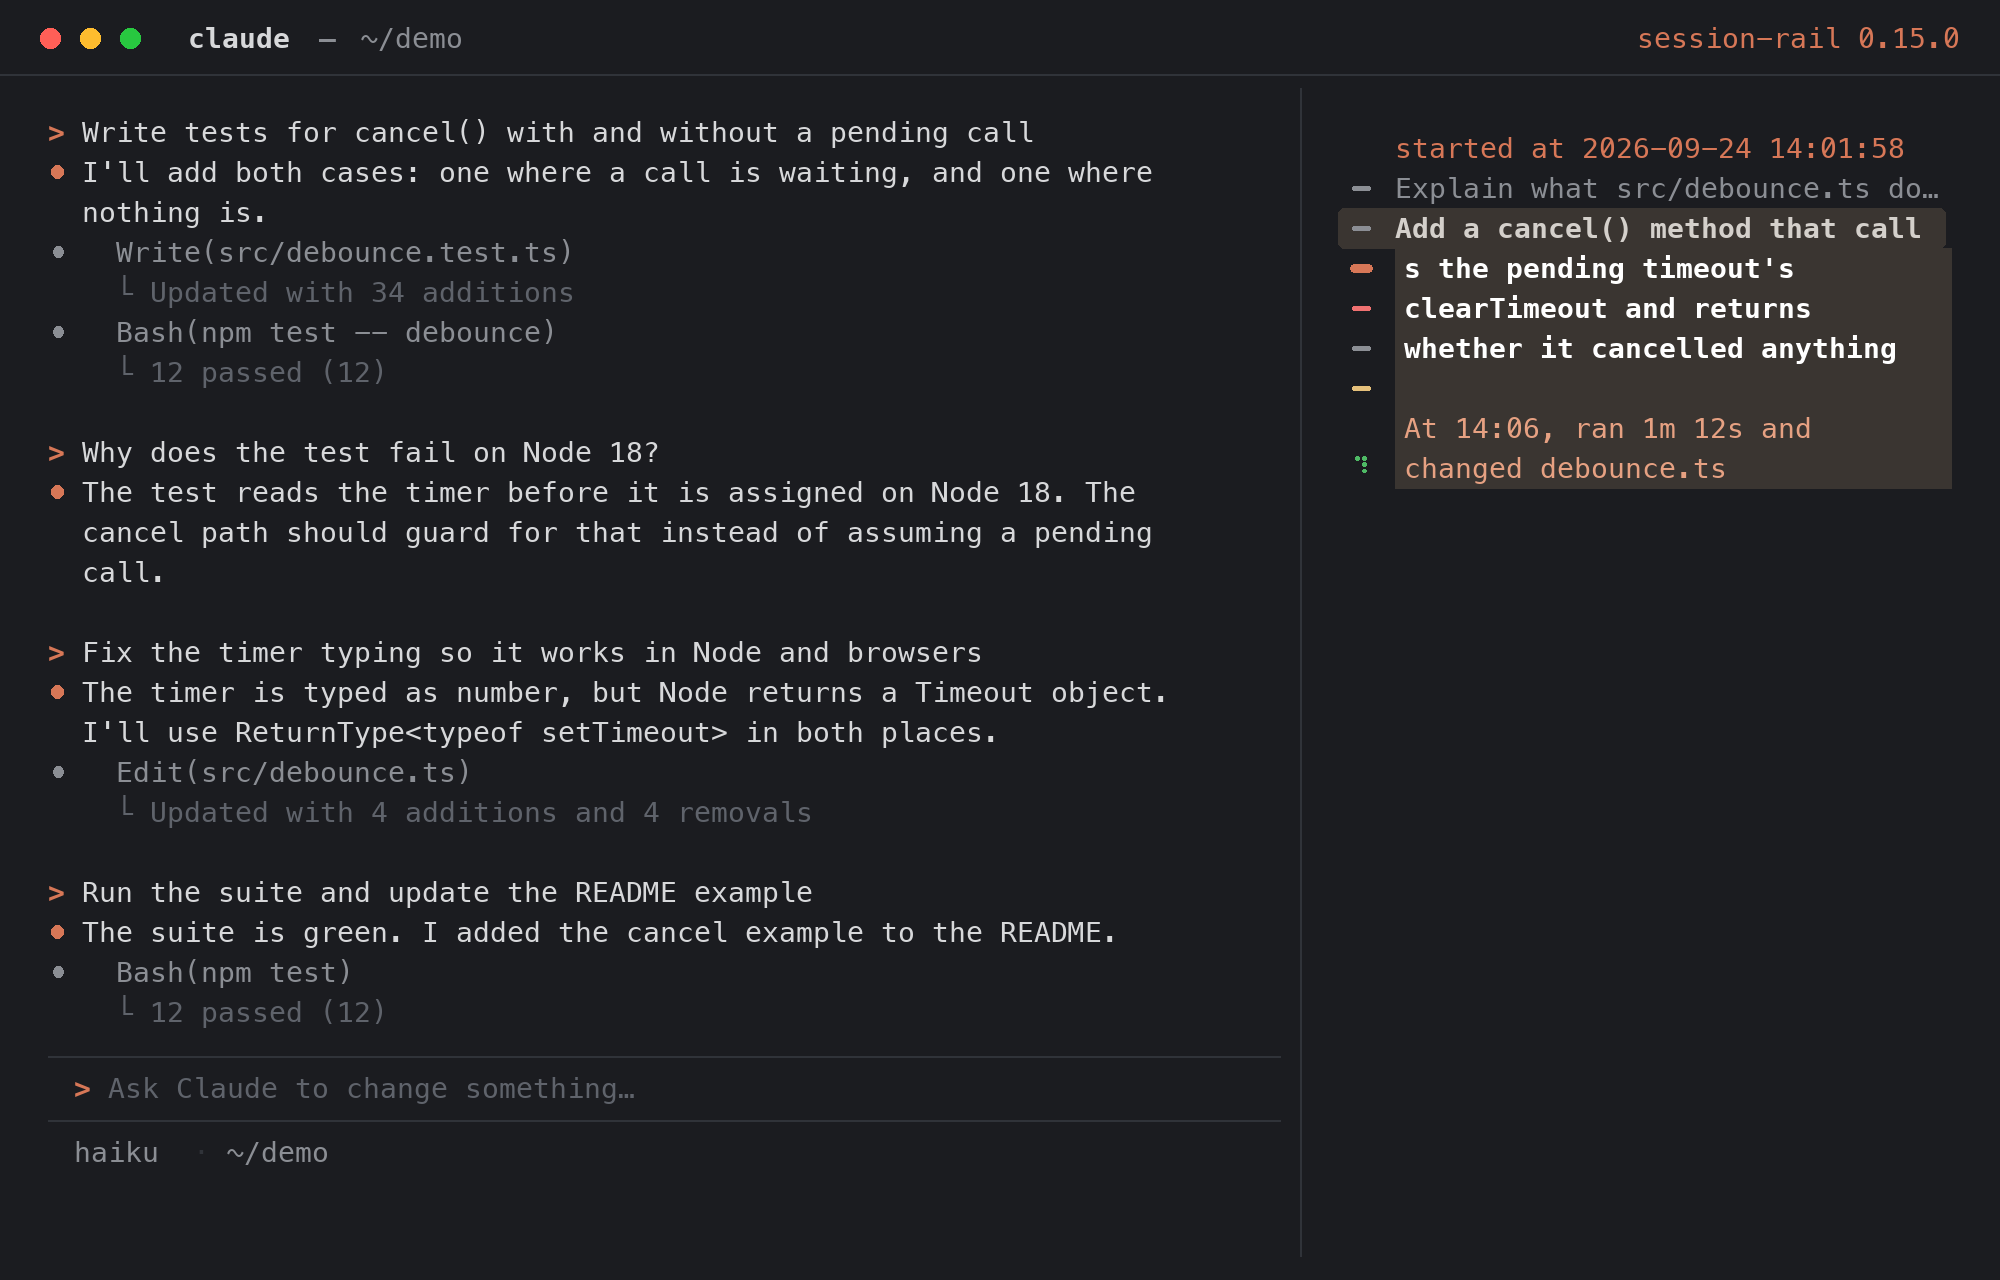 claude — ~/demo
session-rail 0.15.0
> Write tests for cancel() with and without a pending call
● I'll add both cases: one where a call is waiting, and one where
nothing is.
● Write(src/debounce.test.ts)
└ Updated with 34 additions
● Bash(npm test -- debounce)
└ 12 passed (12)
> Why does the test fail on Node 18?
● The test reads the timer before it is assigned on Node 18. The
cancel path should guard for that instead of assuming a pending
call.
> Fix the timer typing so it works in Node and browsers
● The timer is typed as number, but Node returns a Timeout object.
I'll use ReturnType<typeof setTimeout> in both places.
● Edit(src/debounce.ts)
└ Updated with 4 additions and 4 removals
> Run the suite and update the README example
● The suite is green. I added the cancel example to the README.
● Bash(npm test)
└ 12 passed (12)
> Ask Claude to change something…
haiku · ~/demo
started at 2026-09-24 14:01:58
Explain what src/debounce.ts do…
Add a cancel() method that call
s the pending timeout's
clearTimeout and returns
whether it cancelled anything
At 14:06, ran 1m 12s and
changed debounce.ts